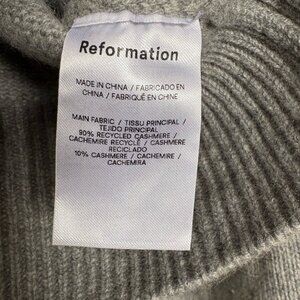 Reformation
MADE IN CHINA / FABRICADO EN
CHINA / FABRIQUÉ EN CHINE
MAIN FABRIC / TISSU PRINCIPAL /
TEJIDO PRINCIPAL
90% RECYCLED CASHMERE /
CACHEMIRE RECYCLÉ / CASHMERE
RECICLADO
10% CASHMERE / CACHEMIRE /
CACHEMIRA